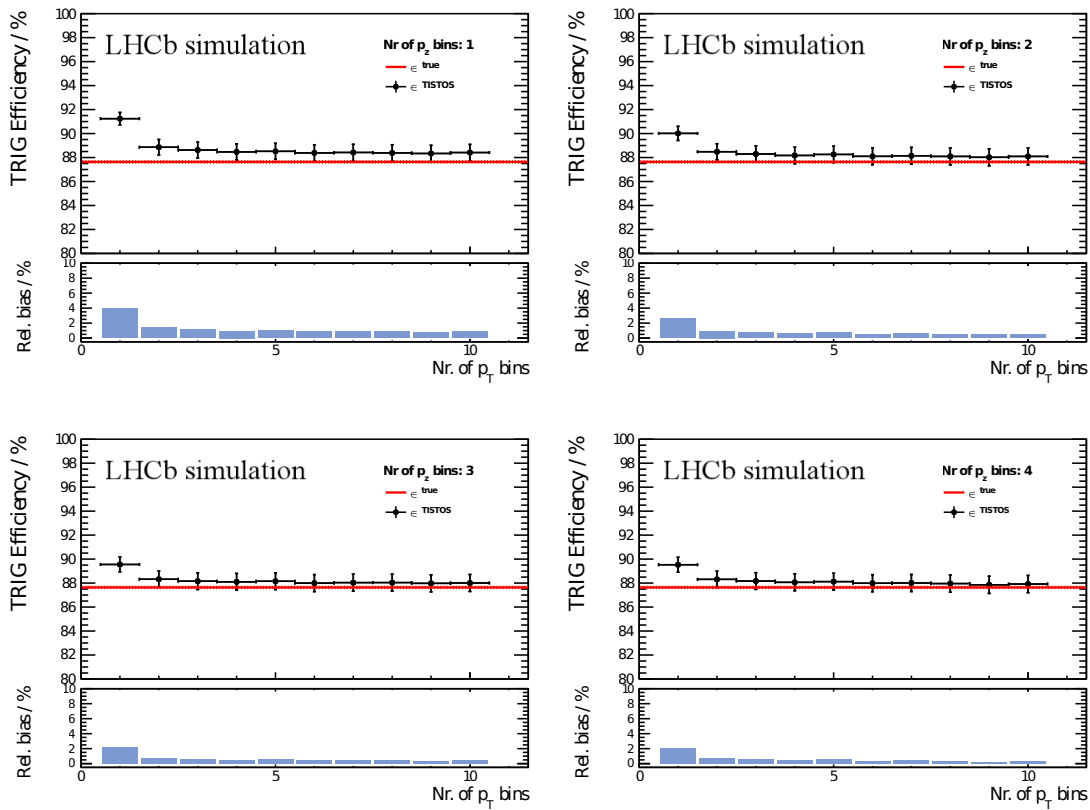 LHCb simulation
Nr of pz bins: 1
∈ true
∈ TISTOS
TRIG Efficiency / %
100
98
96
94
92
90
88
86
84
82
80
Rel. bias / %
10
8
6
4
2
0
0 5 10
Nr. of pT bins
LHCb simulation
Nr of pz bins: 2
∈ true
∈ TISTOS
TRIG Efficiency / %
100
98
96
94
92
90
88
86
84
82
80
Rel. bias / %
10
8
6
4
2
0
0 5 10
Nr. of pT bins
LHCb simulation
Nr of pz bins: 3
∈ true
∈ TISTOS
TRIG Efficiency / %
100
98
96
94
92
90
88
86
84
82
80
Rel. bias / %
10
8
6
4
2
0
0 5 10
Nr. of pT bins
LHCb simulation
Nr of pz bins: 4
∈ true
∈ TISTOS
TRIG Efficiency / %
100
98
96
94
92
90
88
86
84
82
80
Rel. bias / %
10
8
6
4
2
0
0 5 10
Nr. of pT bins